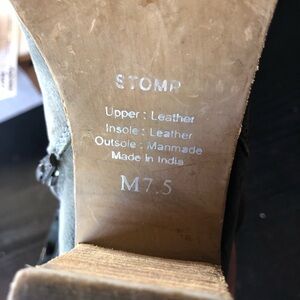 STOMP
Upper : Leather
Insole : Leather
Outsole : Manmade
Made in India
M7.5